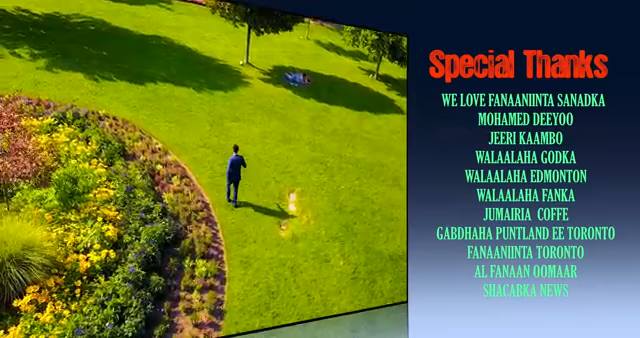 Special Thanks
WE LOVE FANAANIINTA SANADKA
MOHAMED DEEYOO
JEERI KAAMBO
WALAALAHA GODKA
WALAALAHA EDMONTON
WALAALAHA FANKA
JUMAIRIA COFFE
GABDHAHA PUNTLAND EE TORONTO
FANAANIINTA TORONTO
AL FANAAN OOMAAR
SHACABKA NEWS